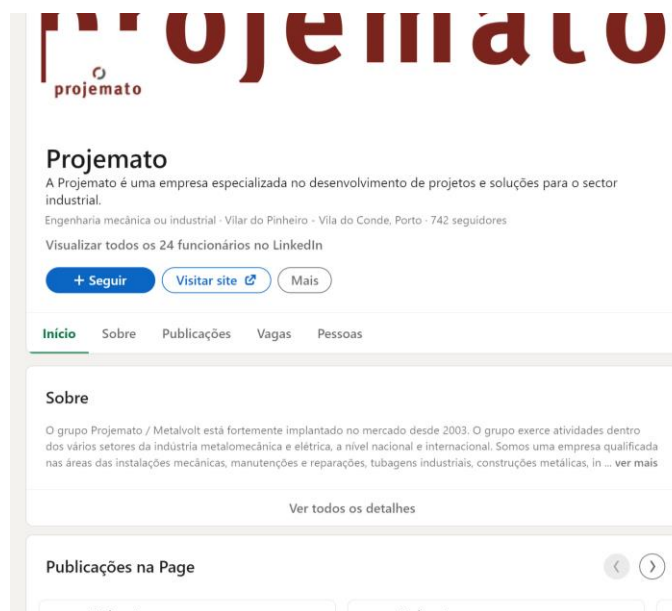 Projemato
projemato
Projemato
A Projemato é uma empresa especializada no desenvolvimento de projetos e soluções para o sector
industrial.
Engenharia mecânica ou industrial · Vilar do Pinheiro - Vila do Conde, Porto · 742 seguidores
Visualizar todos os 24 funcionários no LinkedIn
+ Seguir Visitar site Mais
Início Sobre Publicações Vagas Pessoas
Sobre
O grupo Projemato / Metalvolt está fortemente implantado no mercado desde 2003. O grupo exerce atividades dentro
dos vários setores da indústria metalomecânica e elétrica, a nível nacional e internacional. Somos uma empresa qualificada
nas áreas das instalações mecânicas, manutenções e reparações, tubagens industriais, construções metálicas, in ... ver mais
Ver todos os detalhes
Publicações na Page